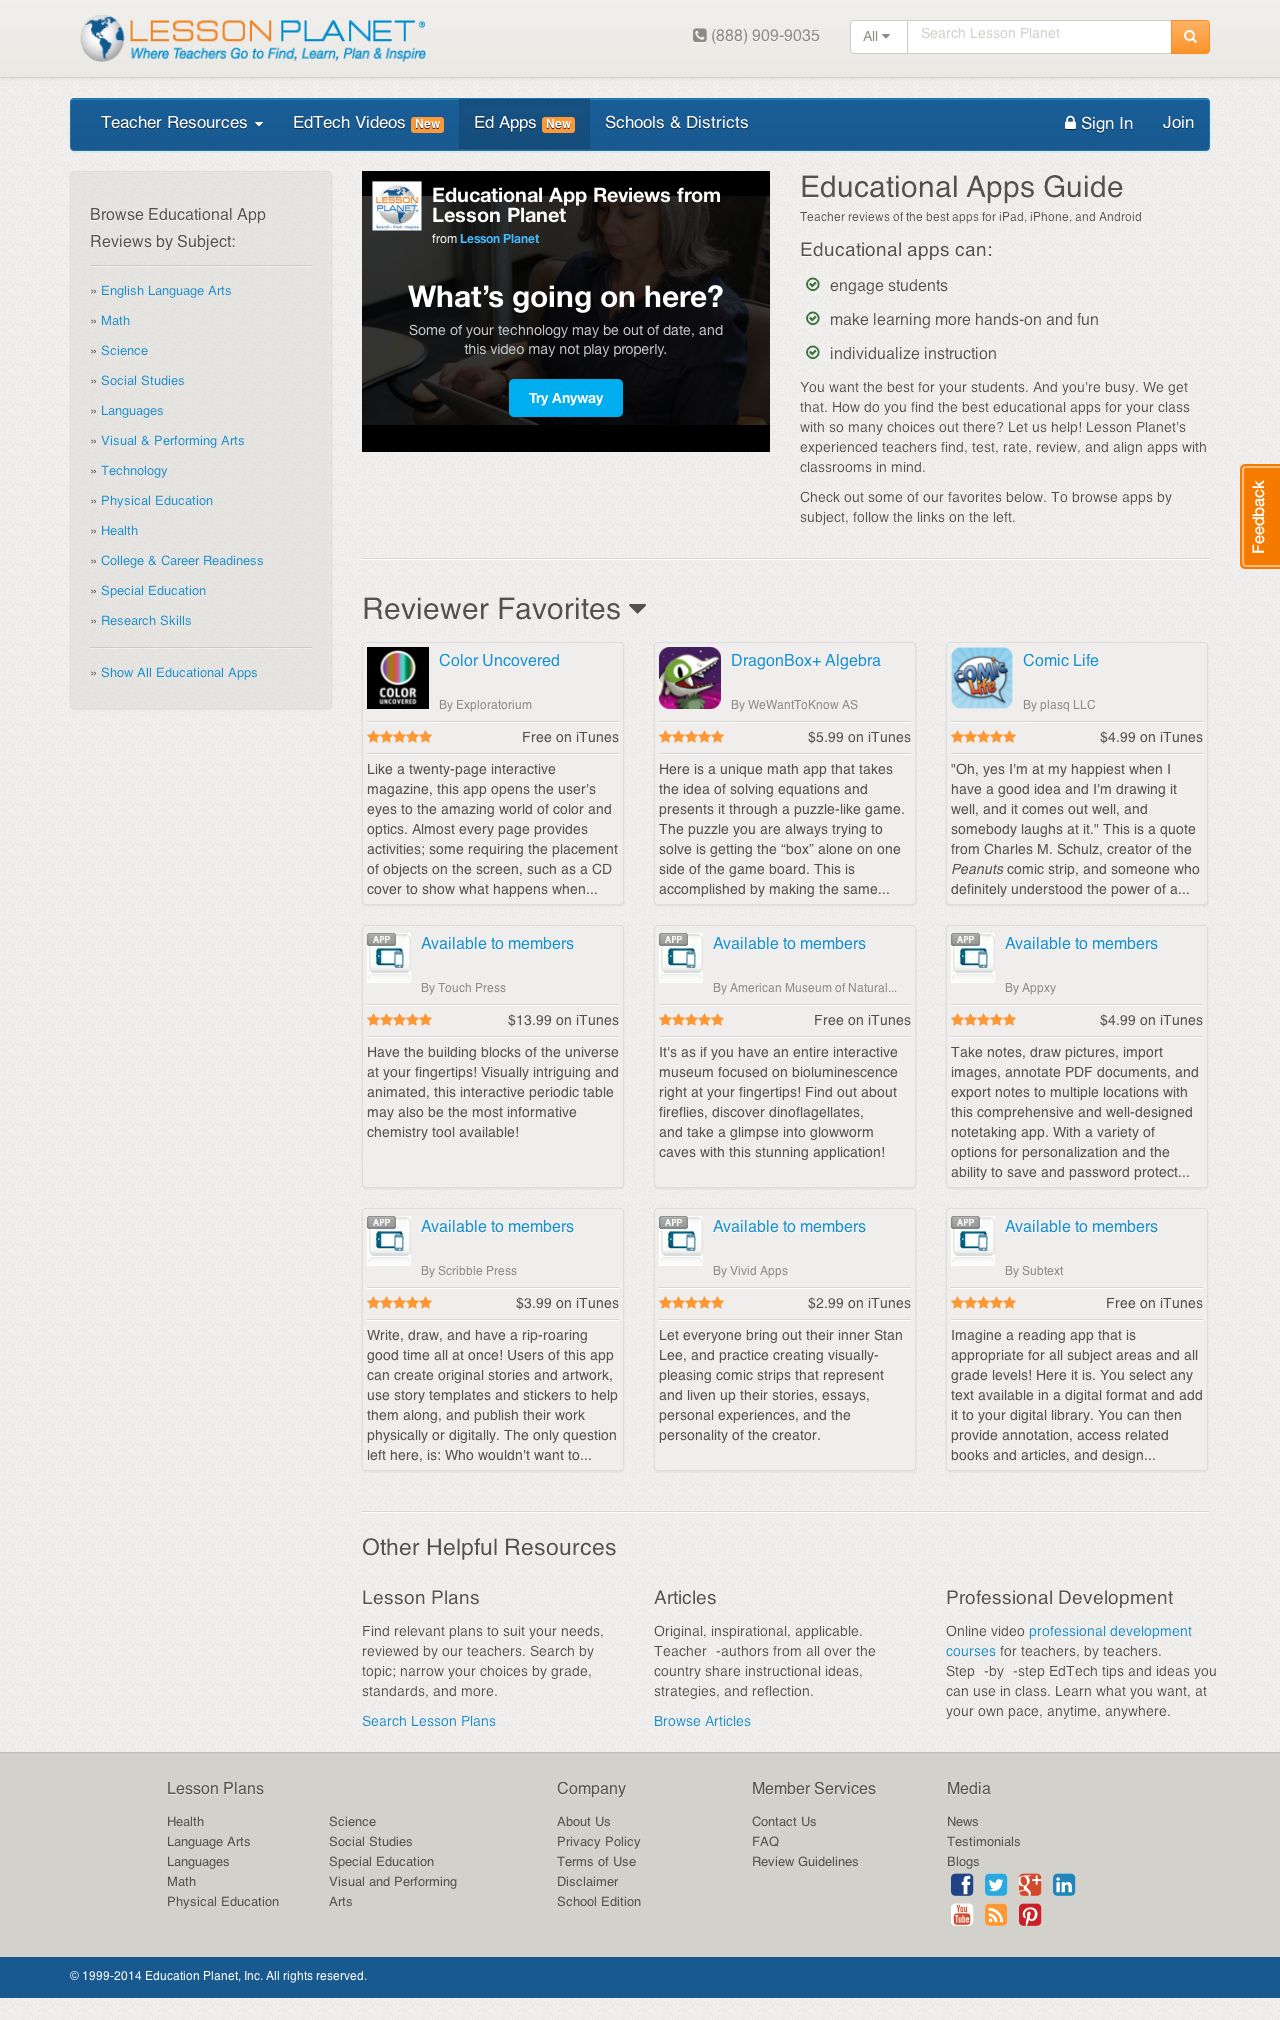 LESSON PLANET®
Where Teachers Go to Find, Learn, Plan & Inspire
(888) 909-9035
All
Search Lesson Planet
Teacher Resources
EdTech Videos New
Ed Apps New
Schools & Districts
Sign In
Join
Browse Educational App
Reviews by Subject:
» English Language Arts
» Math
» Science
» Social Studies
» Languages
» Visual & Performing Arts
» Technology
» Physical Education
» Health
» College & Career Readiness
» Special Education
» Research Skills
» Show All Educational Apps
LESSON
PLANET
Search - Find - Inspire
Educational App Reviews from
Lesson Planet
from Lesson Planet
What’s going on here?
Some of your technology may be out of date, and
this video may not play properly.
Try Anyway
Educational Apps Guide
Teacher reviews of the best apps for iPad, iPhone, and Android
Educational apps can:
engage students
make learning more hands-on and fun
individualize instruction
You want the best for your students. And you're busy. We get
that. How do you find the best educational apps for your class
with so many choices out there? Let us help! Lesson Planet's
experienced teachers find, test, rate, review, and align apps with
classrooms in mind.
Check out some of our favorites below. To browse apps by
subject, follow the links on the left.
Feedback
Reviewer Favorites
COLOR
UNCOVERED
Color Uncovered
By Exploratorium
Free on iTunes
Like a twenty-page interactive
magazine, this app opens the user's
eyes to the amazing world of color and
optics. Almost every page provides
activities; some requiring the placement
of objects on the screen, such as a CD
cover to show what happens when...
DragonBox+ Algebra
By WeWantToKnow AS
$5.99 on iTunes
Here is a unique math app that takes
the idea of solving equations and
presents it through a puzzle-like game.
The puzzle you are always trying to
solve is getting the “box” alone on one
side of the game board. This is
accomplished by making the same...
COMIC
Life
Comic Life
By plasq LLC
$4.99 on iTunes
"Oh, yes I'm at my happiest when I
have a good idea and I'm drawing it
well, and it comes out well, and
somebody laughs at it." This is a quote
from Charles M. Schulz, creator of the
Peanuts comic strip, and someone who
definitely understood the power of a...
APP
Available to members
By Touch Press
$13.99 on iTunes
Have the building blocks of the universe
at your fingertips! Visually intriguing and
animated, this interactive periodic table
may also be the most informative
chemistry tool available!
APP
Available to members
By American Museum of Natural...
Free on iTunes
It's as if you have an entire interactive
museum focused on bioluminescence
right at your fingertips! Find out about
fireflies, discover dinoflagellates,
and take a glimpse into glowworm
caves with this stunning application!
APP
Available to members
By Appxy
$4.99 on iTunes
Take notes, draw pictures, import
images, annotate PDF documents, and
export notes to multiple locations with
this comprehensive and well-designed
notetaking app. With a variety of
options for personalization and the
ability to save and password protect...
APP
Available to members
By Scribble Press
$3.99 on iTunes
Write, draw, and have a rip-roaring
good time all at once! Users of this app
can create original stories and artwork,
use story templates and stickers to help
them along, and publish their work
physically or digitally. The only question
left here, is: Who wouldn't want to...
APP
Available to members
By Vivid Apps
$2.99 on iTunes
Let everyone bring out their inner Stan
Lee, and practice creating visually-
pleasing comic strips that represent
and liven up their stories, essays,
personal experiences, and the
personality of the creator.
APP
Available to members
By Subtext
Free on iTunes
Imagine a reading app that is
appropriate for all subject areas and all
grade levels! Here it is. You select any
text available in a digital format and add
it to your digital library. You can then
provide annotation, access related
books and articles, and design...
Other Helpful Resources
Lesson Plans
Find relevant plans to suit your needs,
reviewed by our teachers. Search by
topic; narrow your choices by grade,
standards, and more.
Search Lesson Plans
Articles
Original, inspirational, applicable.
Teacher -authors from all over the
country share instructional ideas,
strategies, and reflection.
Browse Articles
Professional Development
Online video professional development
courses for teachers, by teachers.
Step -by -step EdTech tips and ideas you
can use in class. Learn what you want, at
your own pace, anytime, anywhere.
Lesson Plans
Health
Language Arts
Languages
Math
Physical Education
Science
Social Studies
Special Education
Visual and Performing
Arts
Company
About Us
Privacy Policy
Terms of Use
Disclaimer
School Edition
Member Services
Contact Us
FAQ
Review Guidelines
Media
News
Testimonials
Blogs
You
Tube
© 1999-2014 Education Planet, Inc. All rights reserved.